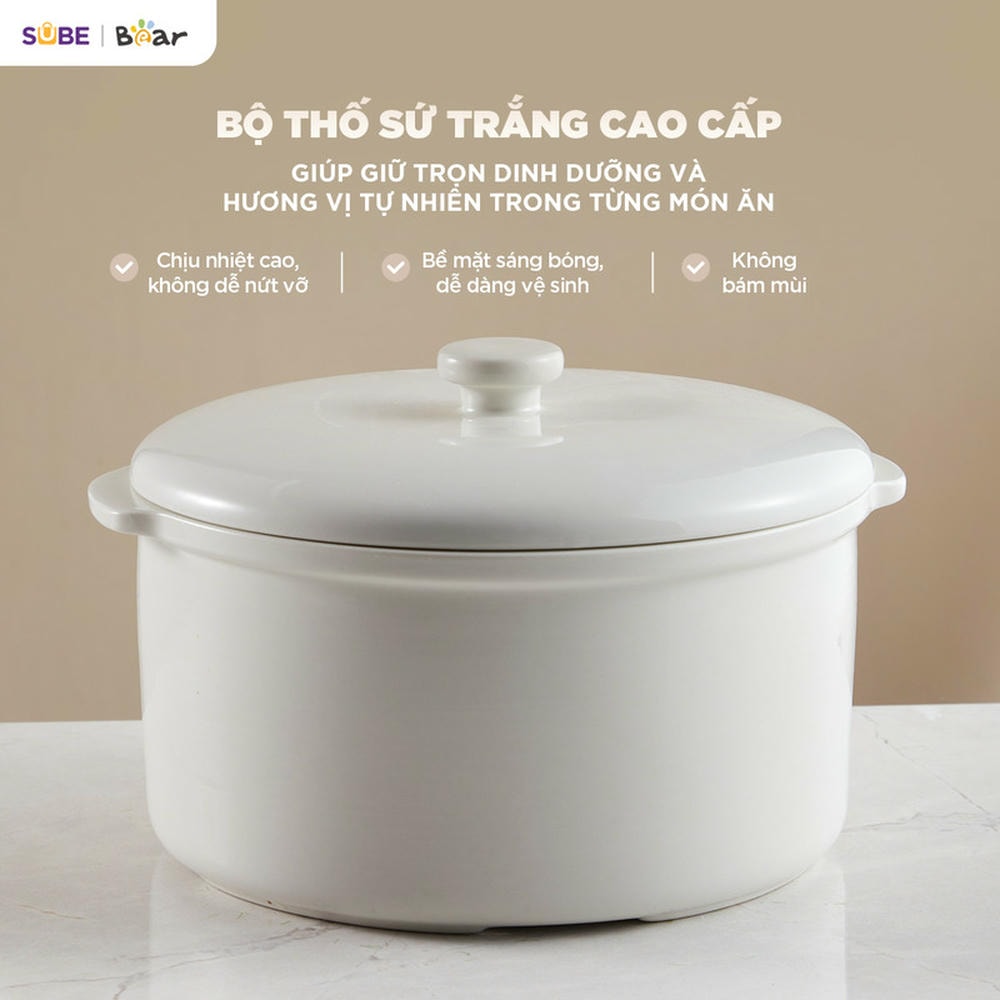 SUBE | Bear
BỘ THỐ SỨ TRẮNG CAO CẤP
GIÚP GIỮ TRỌN DINH DƯỠNG VÀ
HƯƠNG VỊ TỰ NHIÊN TRONG TỪNG MÓN ĂN
Chịu nhiệt cao,
không dễ nứt vỡ
Bề mặt sáng bóng,
dễ dàng vệ sinh
Không
bám mùi